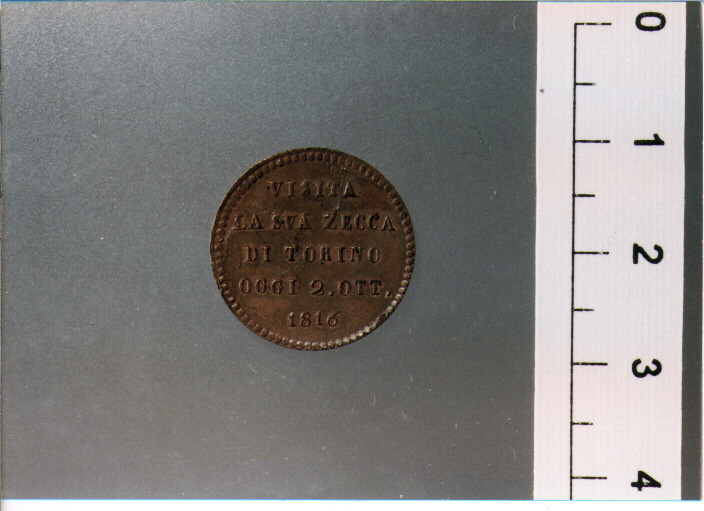 VISITA
LA SVA ZECCA
DI TORINO
OGGI 2. OTT.
1816
0
1
2
3
4